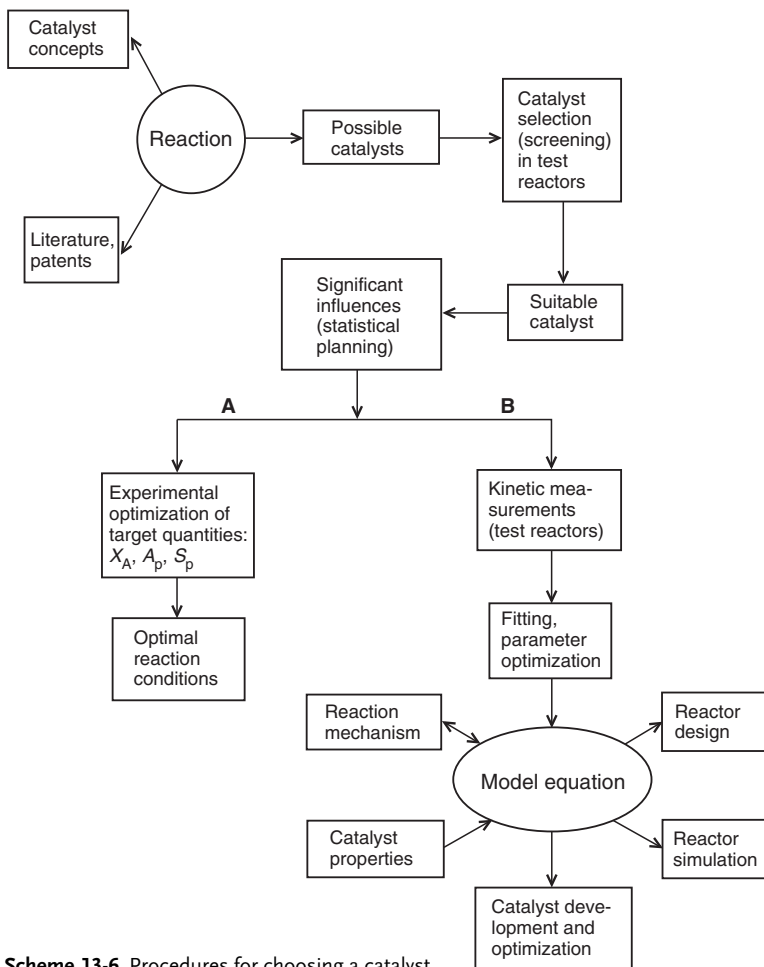 Catalyst
concepts
Reaction
Possible
catalysts
Catalyst
selection
(screening)
in test
reactors
Literature,
patents
Significant
influences
(statistical
planning)
Suitable
catalyst
A
B
Experimental
optimization of
target quantities:
X_A, A_p, S_p
Kinetic mea-
surements
(test reactors)
Optimal
reaction
conditions
Fitting,
parameter
optimization
Reaction
mechanism
Model equation
Reactor
design
Catalyst
properties
Reactor
simulation
Catalyst deve-
lopment and
optimization
Scheme 13-6 Procedures for choosing a catalyst